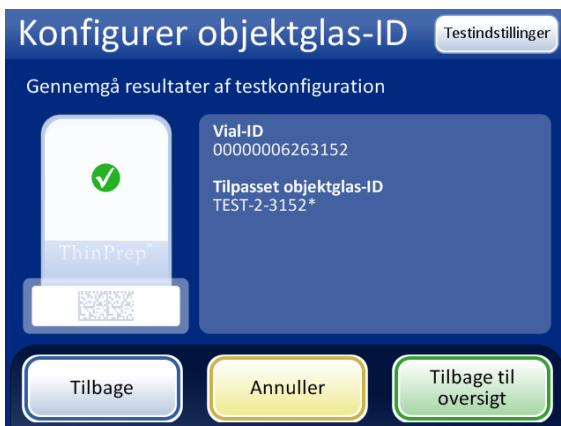 Konfigurer objektglas-ID
Testindstillinger
Gennemgå resultater af testkonfiguration
Vial-ID
00000006263152
Tilpasset objektglas-ID
TEST-2-3152*
ThinPrep®
Tilbage
Annuller
Tilbage til
oversigt